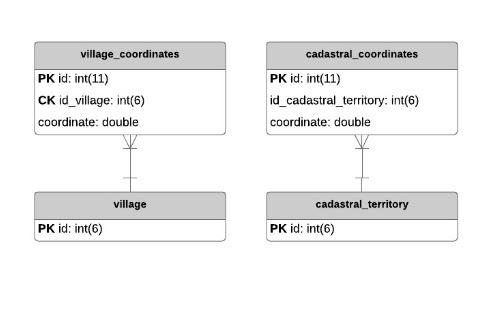 village_coordinates
PK id: int(11)
CK id_village: int(6)
coordinate: double
cadastral_coordinates
PK id: int(11)
id_cadastral_territory: int(6)
coordinate: double
village
PK id: int(6)
cadastral_territory
PK id: int(6)